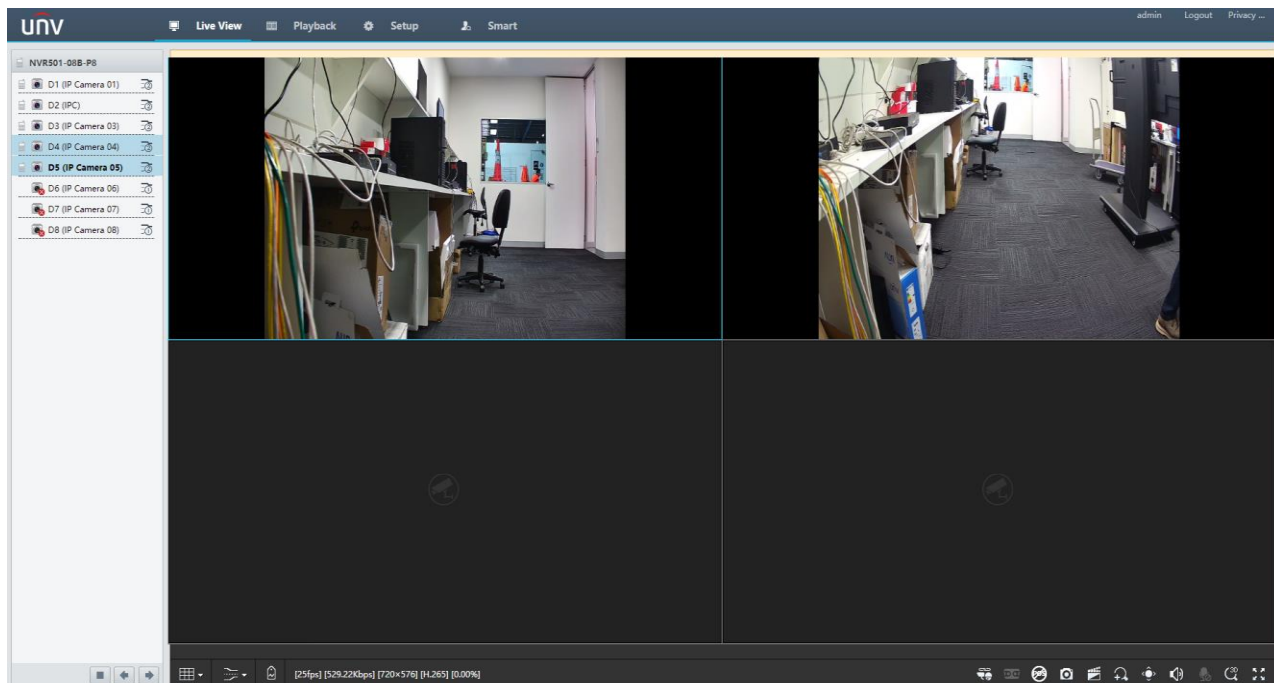 unv
Live View
Playback
Setup
Smart
admin
Logout
Privacy ...
NVR501-08B-P8
D1 (IP Camera 01)
D2 (IPC)
D3 (IP Camera 03)
D4 (IP Camera 04)
D5 (IP Camera 05)
D6 (IP Camera 06)
D7 (IP Camera 07)
D8 (IP Camera 08)
[25fps] [529.22Kbps] [720×576] [H.265] [0.00%]